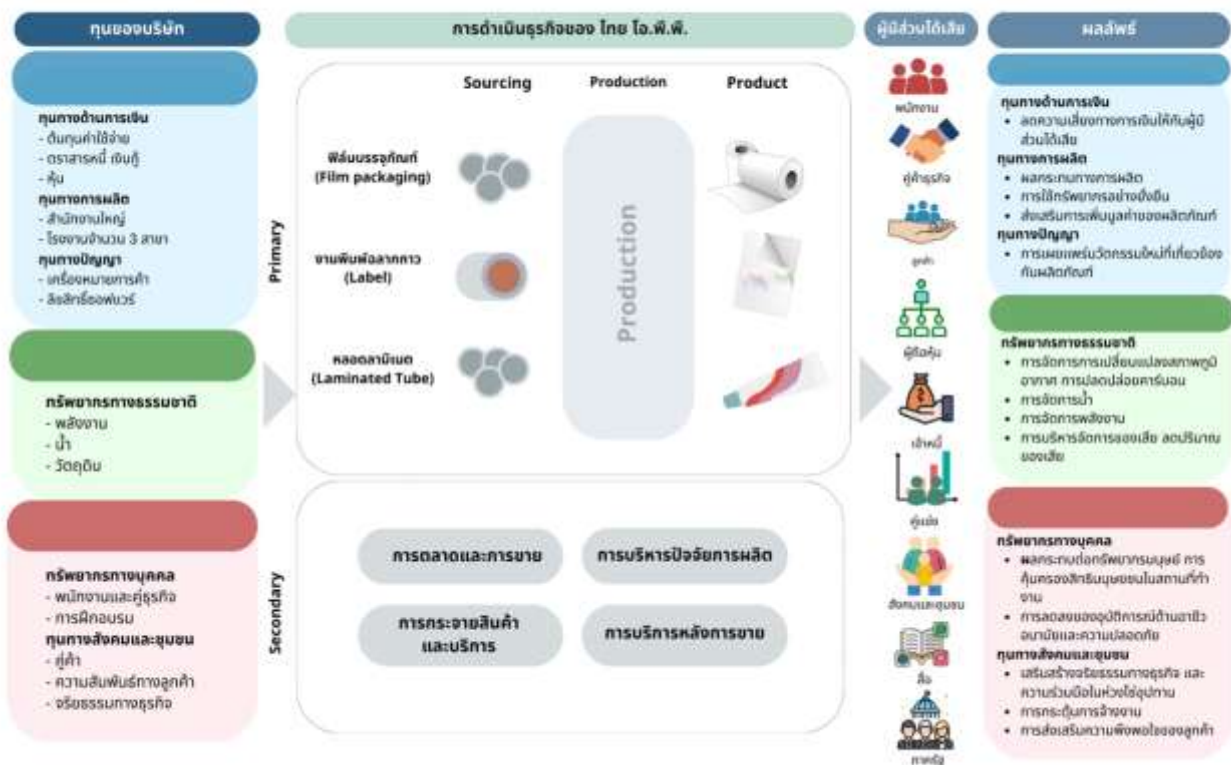 ทุนของบริษัท
การดำเนินธุรกิจของ ไทย โอ.พี.พี.
ผู้มีส่วนได้เสีย
ผลลัพธ์
ทุนทางด้านการเงิน
- ต้นทุนค่าใช้จ่าย
- ตราสารหนี้ เงินกู้
- หุ้น
ทุนทางการผลิต
- สำนักงานใหญ่
- โรงงานจำนวน 3 สาขา
ทุนทางปัญญา
- เครื่องหมายการค้า
- ลิขสิทธิ์ซอฟแวร์
ทรัพยากรทางธรรมชาติ
- พลังงาน
- น้ำ
- วัตถุดิบ
ทรัพยากรทางบุคคล
- พนักงานและคู่ธุรกิจ
- การฝึกอบรม
ทุนทางสังคมและชุมชน
- คู่ค้า
- ความสัมพันธ์ทางลูกค้า
- จริยธรรมทางธุรกิจ
Primary
Sourcing
Production
Product
ฟิล์มบรรจุภัณฑ์
(Film packaging)
งานพิมพ์ฉลากกาว
(Label)
หลอดลามิเนต
(Laminated Tube)
Production
Secondary
การตลาดและการขาย
การบริหารปัจจัยการผลิต
การกระจายสินค้า
และบริการ
การบริการหลังการขาย
พนักงาน
คู่ค้าธุรกิจ
ลูกค้า
ผู้ถือหุ้น
เจ้าหนี้
คู่แข่ง
สังคมและชุมชน
สื่อ
ภาครัฐ
ทุนทางด้านการเงิน
• ลดความเสี่ยงทางการเงินให้กับผู้มี
ส่วนได้เสีย
ทุนทางการผลิต
• ผลกระทบทางการผลิต
• การใช้ทรัพยากรอย่างยั่งยืน
• ส่งเสริมการเพิ่มมูลค่าของผลิตภัณฑ์
ทุนทางปัญญา
• การเผยแพร่นวัตกรรมใหม่ที่เกี่ยวข้อง
กับผลิตภัณฑ์
ทรัพยากรทางธรรมชาติ
• การจัดการการเปลี่ยนแปลงสภาพภูมิ
อากาศ การปลดปล่อยคาร์บอน
• การจัดการน้ำ
• การจัดการพลังงาน
• การบริหารจัดการของเสีย ลดปริมาณ
ของเสีย
ทรัพยากรทางบุคคล
• ผลกระทบต่อทรัพยากรมนุษย์ การ
คุ้มครองสิทธิมนุษยชนในสถานที่ทำ
งาน
• การลดลงของอุบัติการณ์ด้านอาชีว
อนามัยและความปลอดภัย
ทุนทางสังคมและชุมชน
• เสริมสร้างจริยธรรมทางธุรกิจ และ
ความร่วมมือในห่วงโซ่อุปทาน
• การกระตุ้นการจ้างงาน
• การส่งเสริมความพึงพอใจของลูกค้า